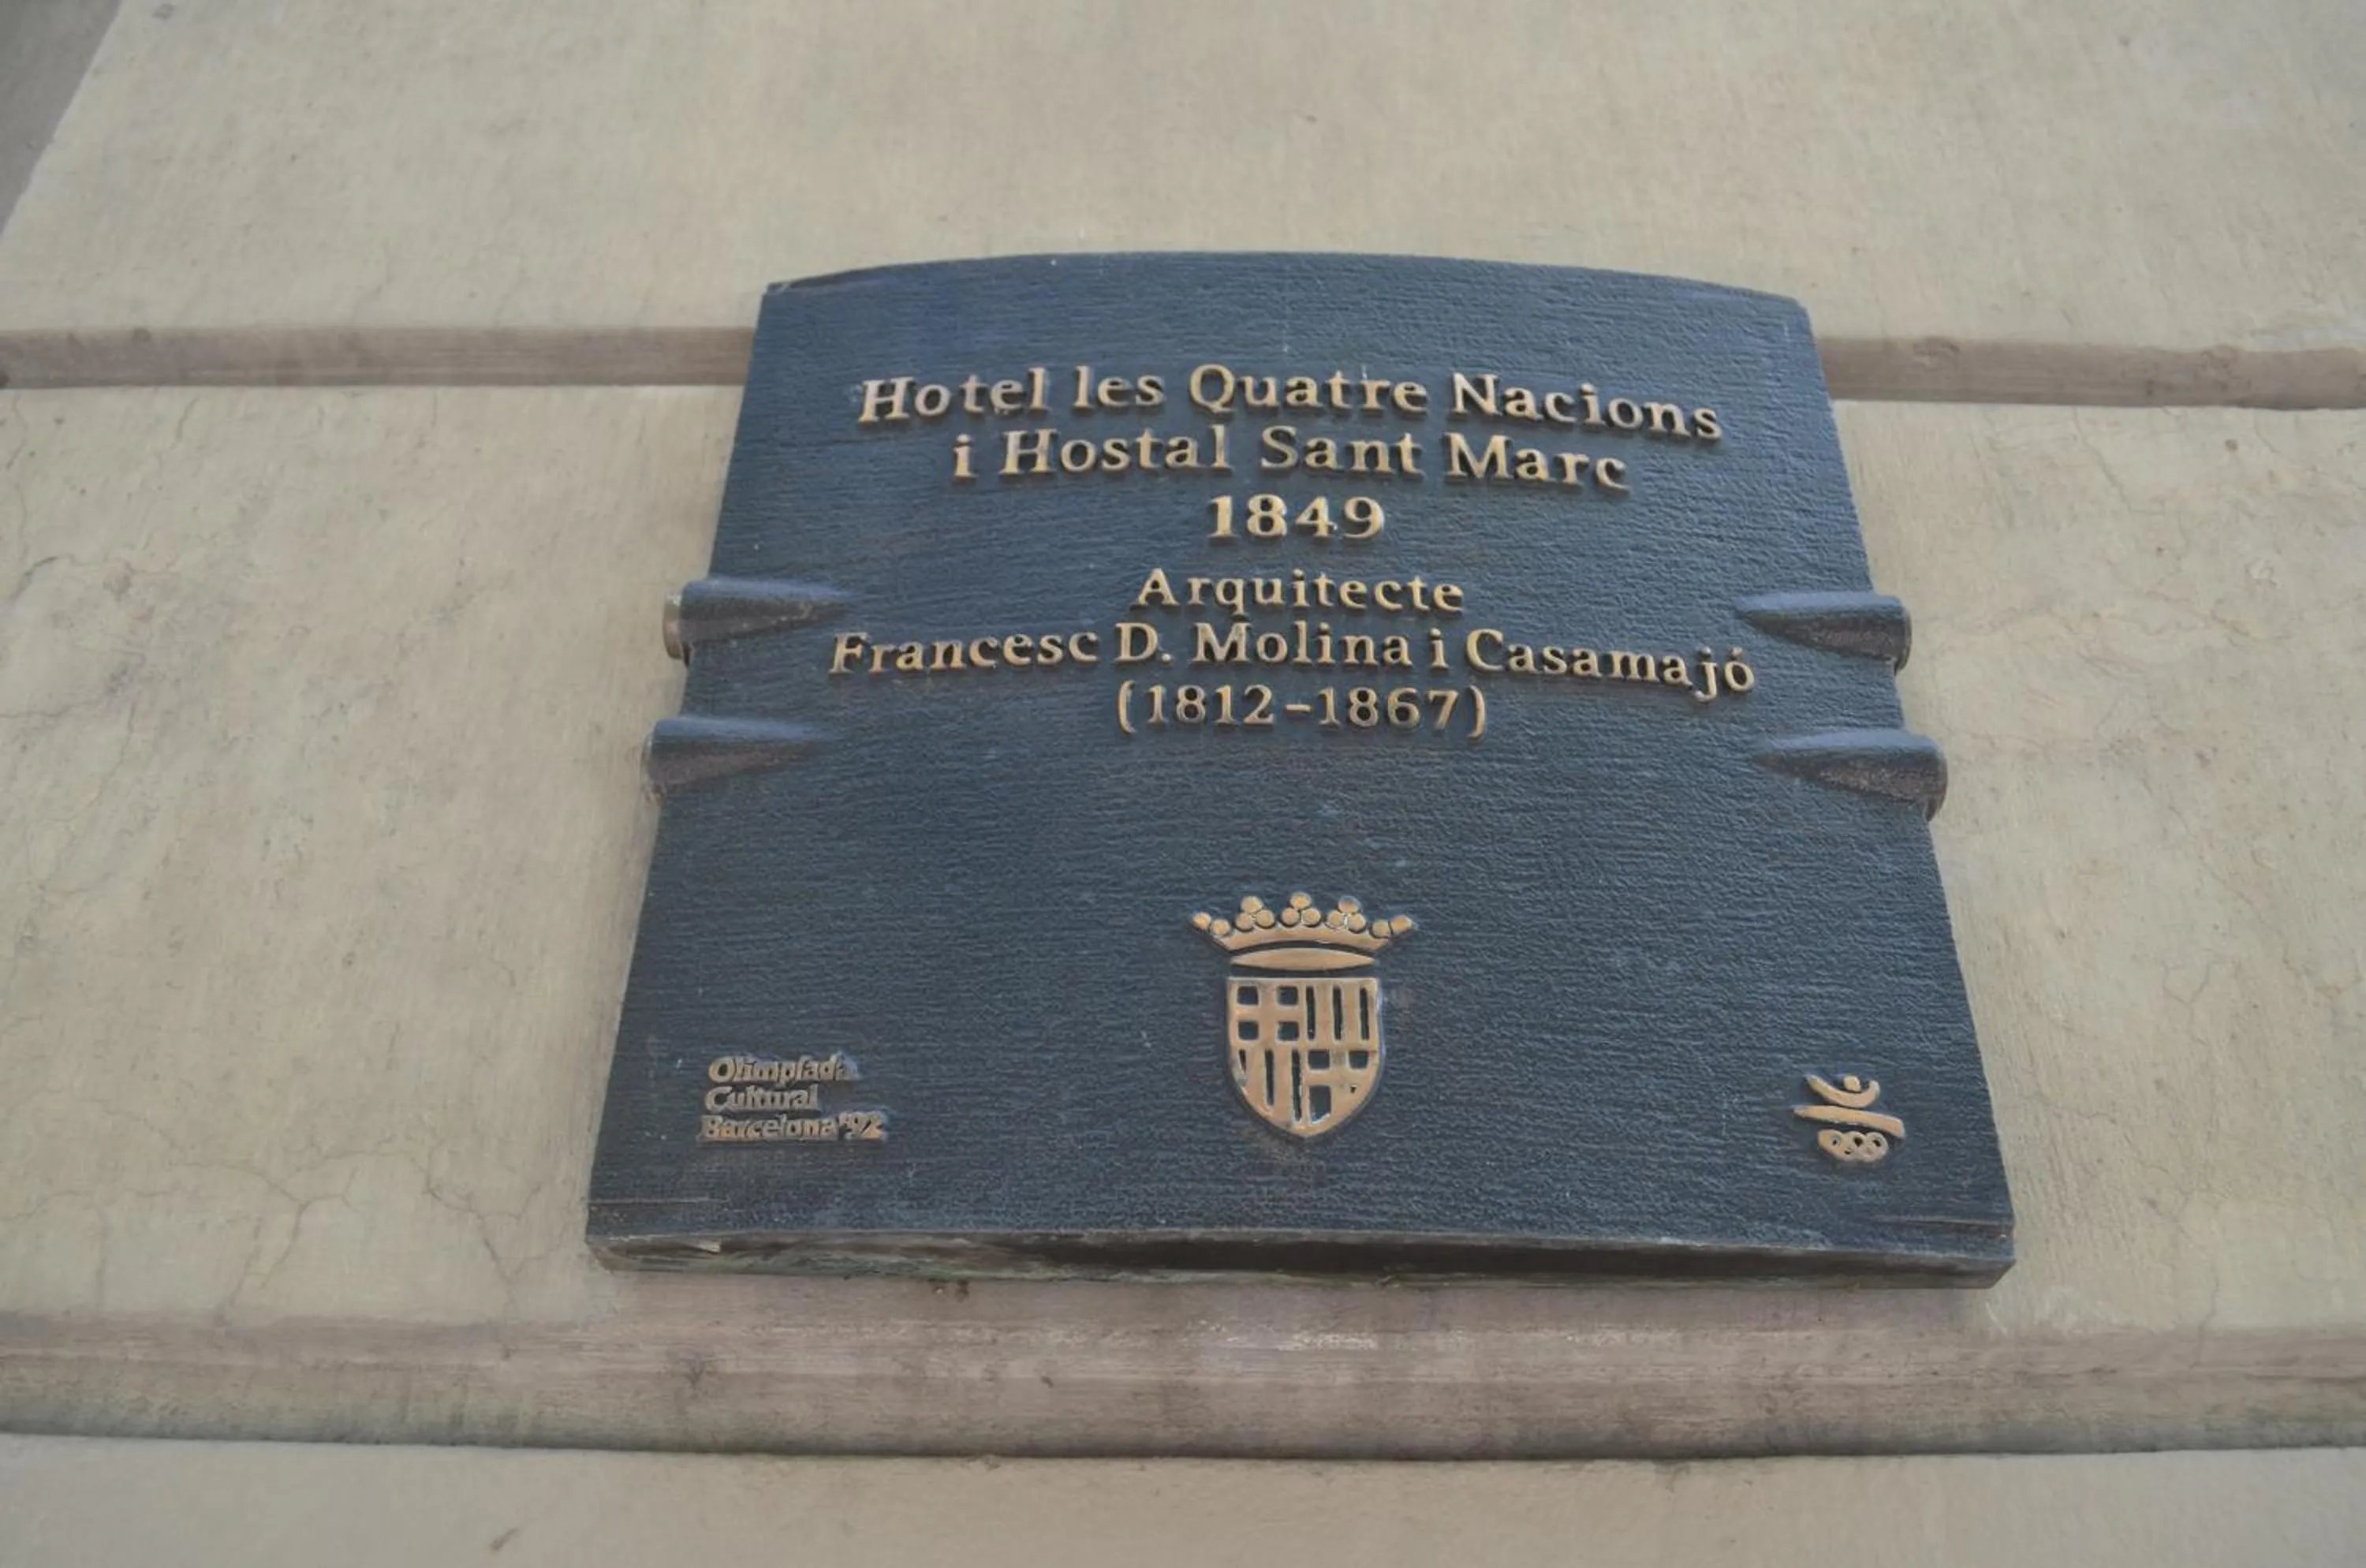 Hotel les Quatre Nacions
i Hostal Sant Marc
1849
Arquitecte
Francesc D. Molina i Casamajó
(1812-1867)
Olimpíada
Cultural
Barcelona'92